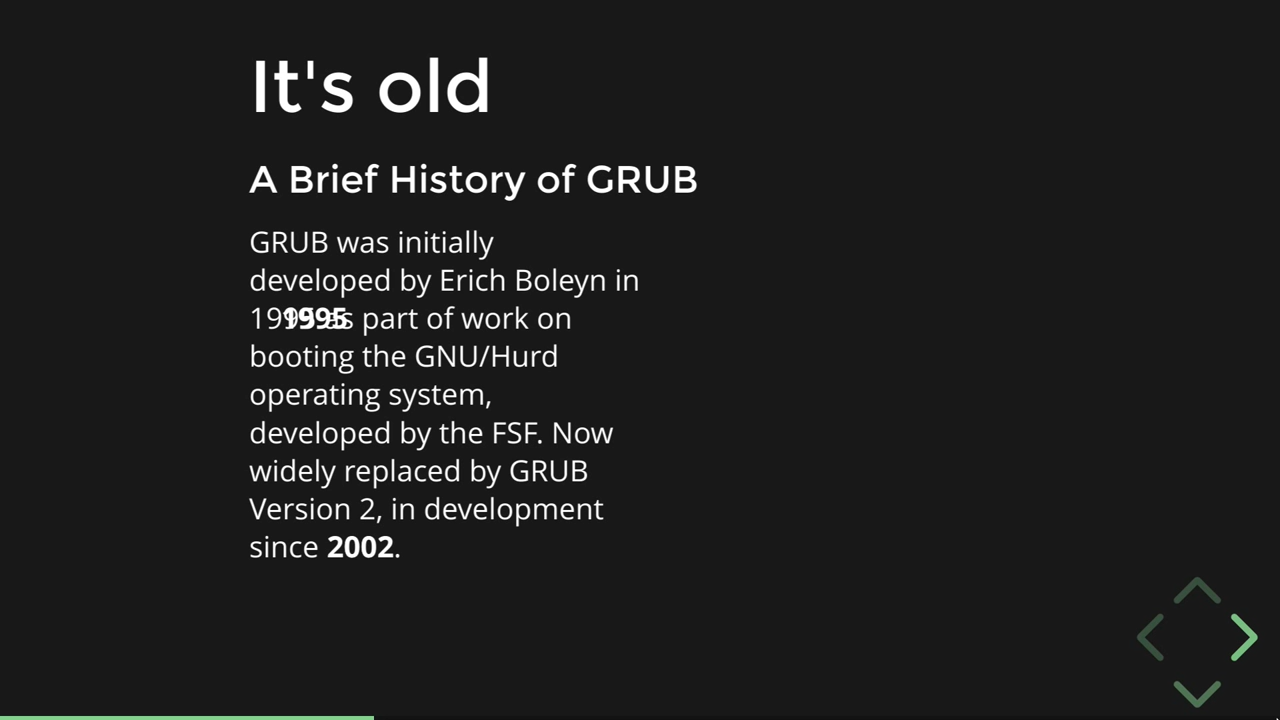 It's old
A Brief History of GRUB
GRUB was initially
developed by Erich Boleyn in
1995 as part of work on
booting the GNU/Hurd
operating system,
developed by the FSF. Now
widely replaced by GRUB
Version 2, in development
since 2002.